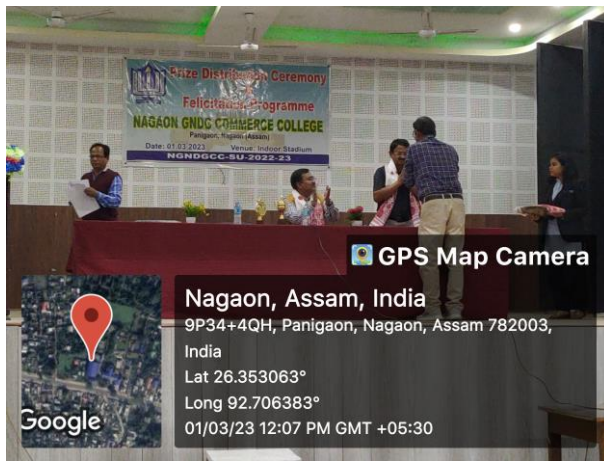 Prize Distribution Ceremony
&
Felicitation Programme
NAGAON GNDG COMMERCE COLLEGE
Panigaon, Nagaon (Assam)
Date: 01.03.2023 Venue: Indoor Stadium
NGNDGCC-SU-2022-23
GPS Map Camera
Nagaon, Assam, India
9P34+4QH, Panigaon, Nagaon, Assam 782003,
India
Lat 26.353063°
Long 92.706383°
01/03/23 12:07 PM GMT +05:30
Google